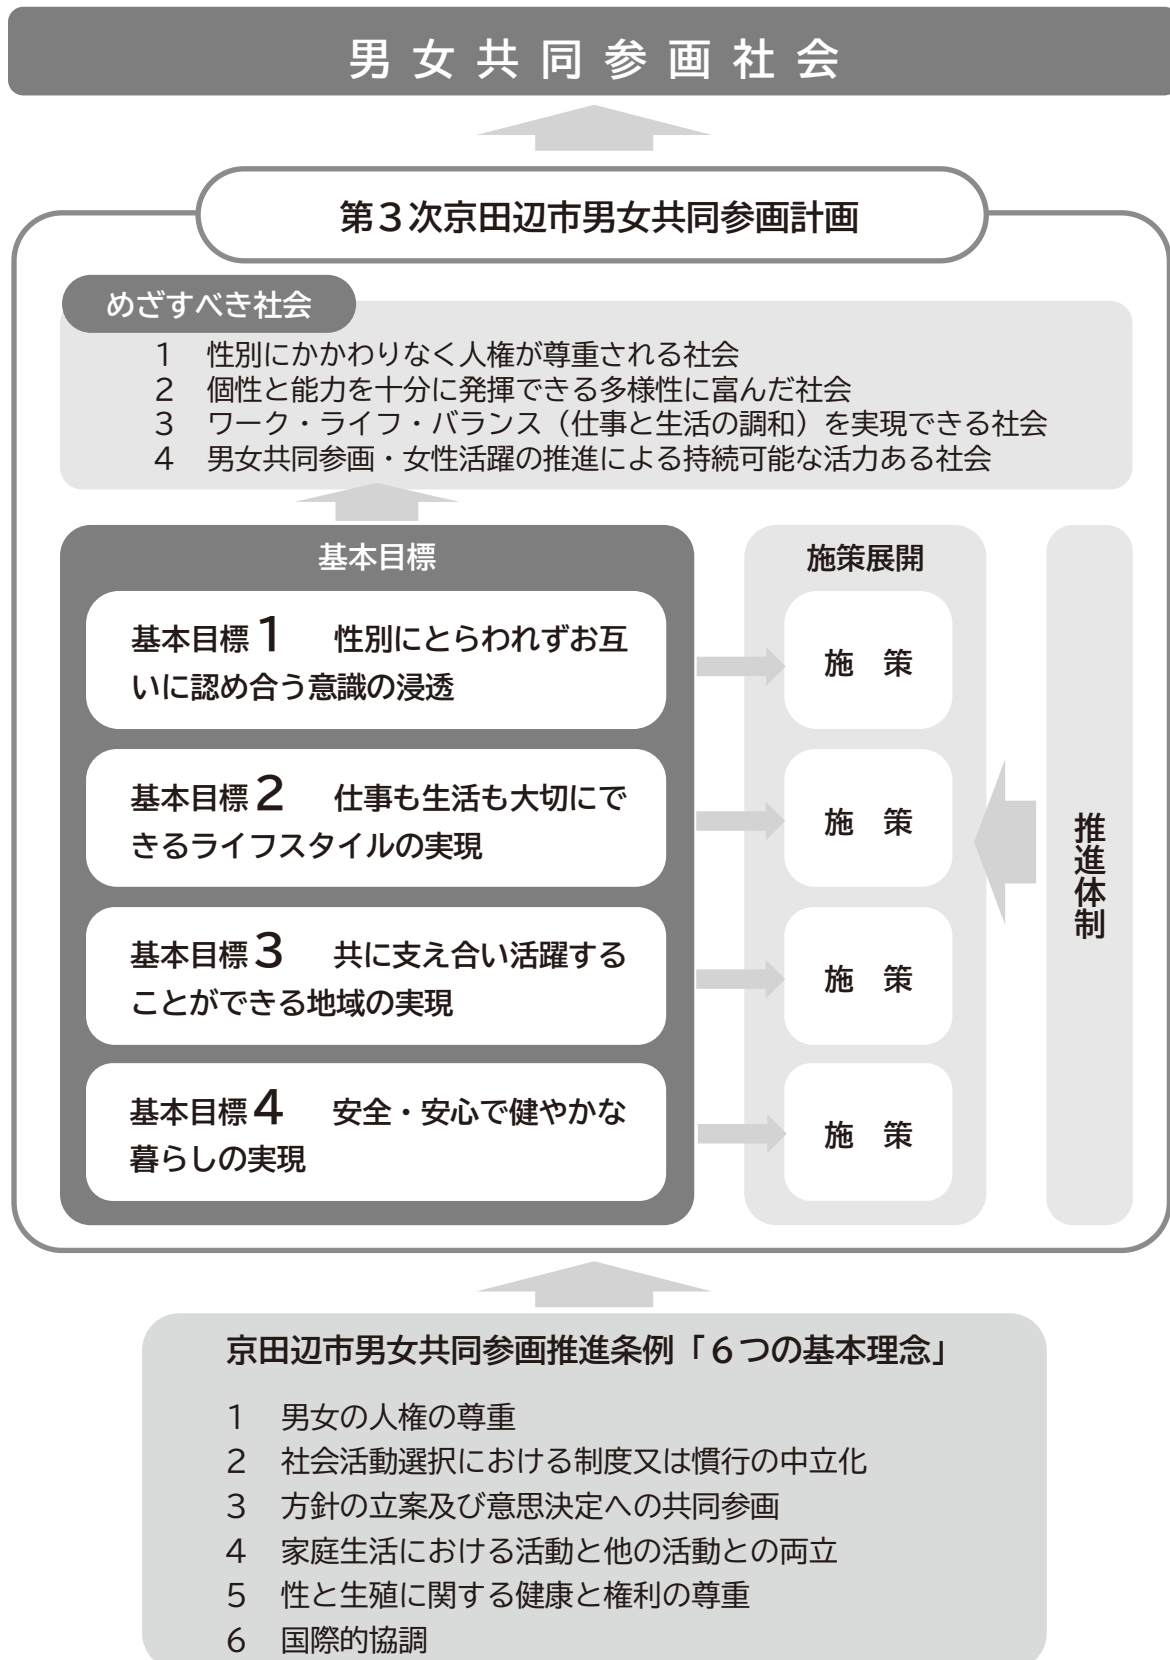 男女共同参画社会
第3次京田辺市男女共同参画計画
めざすべき社会
1 性別にかかわりなく人権が尊重される社会
2 個性と能力を十分に発揮できる多様性に富んだ社会
3 ワーク・ライフ・バランス（仕事と生活の調和）を実現できる社会
4 男女共同参画・女性活躍の推進による持続可能な活力ある社会
基本目標
基本目標1 性別にとらわれずお互
いに認め合う意識の浸透
基本目標2 仕事も生活も大切にで
きるライフスタイルの実現
基本目標3 共に支え合い活躍する
ことができる地域の実現
基本目標4 安全・安心で健やかな
暮らしの実現
施策展開
施 策
施 策
施 策
施 策
推進体制
京田辺市男女共同参画推進条例「6つの基本理念」
1 男女の人権の尊重
2 社会活動選択における制度又は慣行の中立化
3 方針の立案及び意思決定への共同参画
4 家庭生活における活動と他の活動との両立
5 性と生殖に関する健康と権利の尊重
6 国際的協調